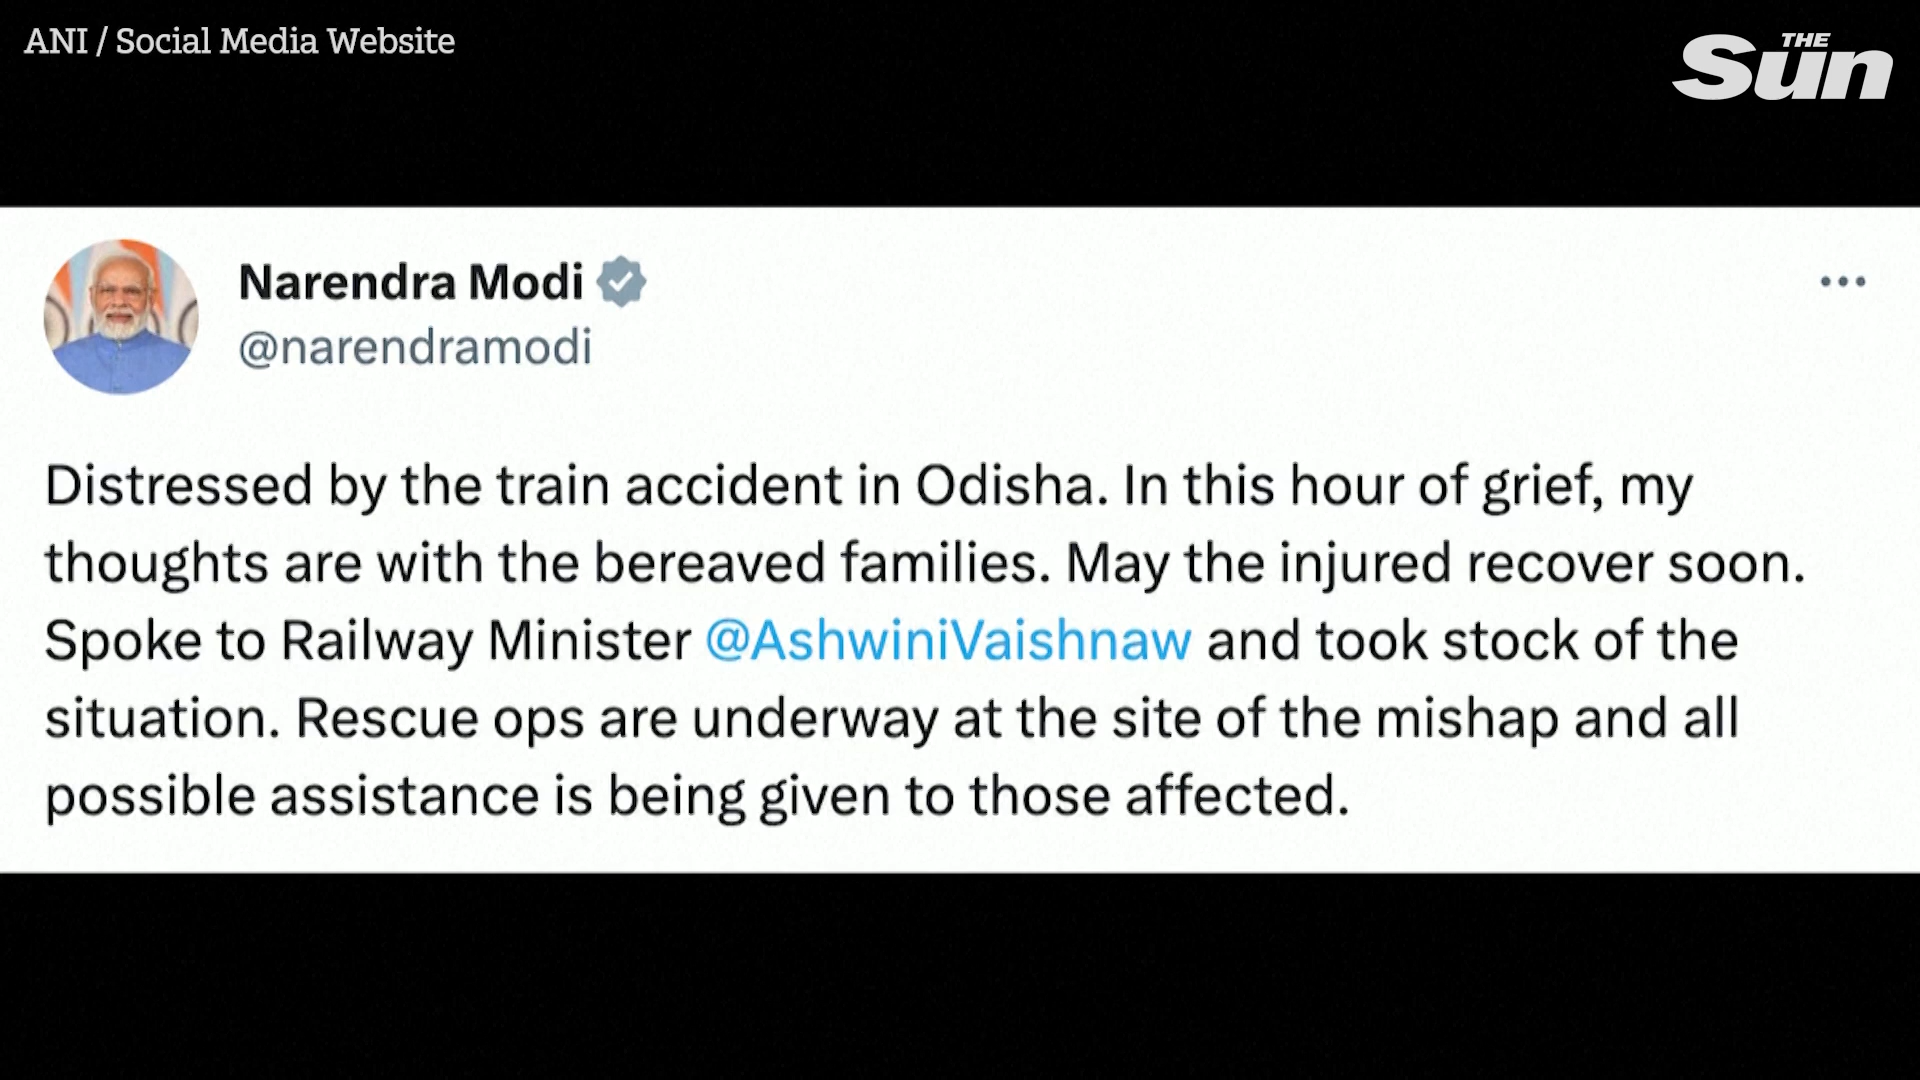 ANI / Social Media Website
THE
Sun
Narendra Modi
@narendramodi
Distressed by the train accident in Odisha. In this hour of grief, my
thoughts are with the bereaved families. May the injured recover soon.
Spoke to Railway Minister @AshwiniVaishnaw and took stock of the
situation. Rescue ops are underway at the site of the mishap and all
possible assistance is being given to those affected.